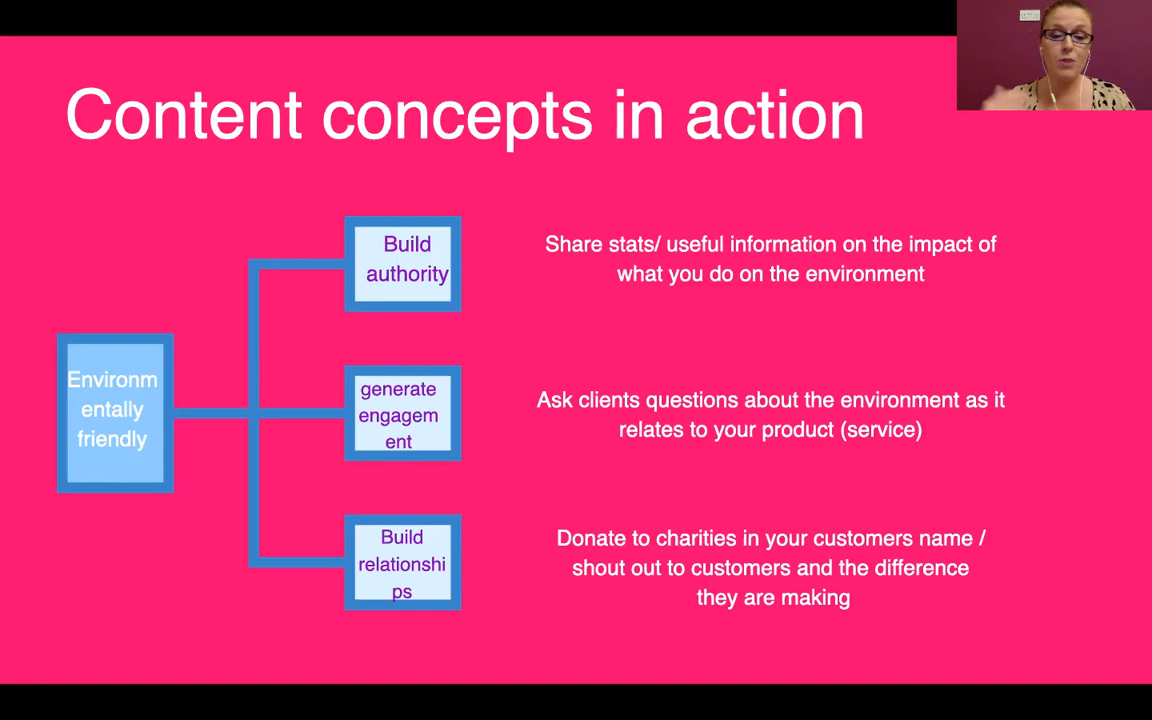 Content concepts in action
Build
authority
Share stats/ useful information on the impact of
what you do on the environment
Environm
entally
friendly
generate
engagem
ent
Ask clients questions about the environment as it
relates to your product (service)
Build
relationshi
ps
Donate to charities in your customers name /
shout out to customers and the difference
they are making